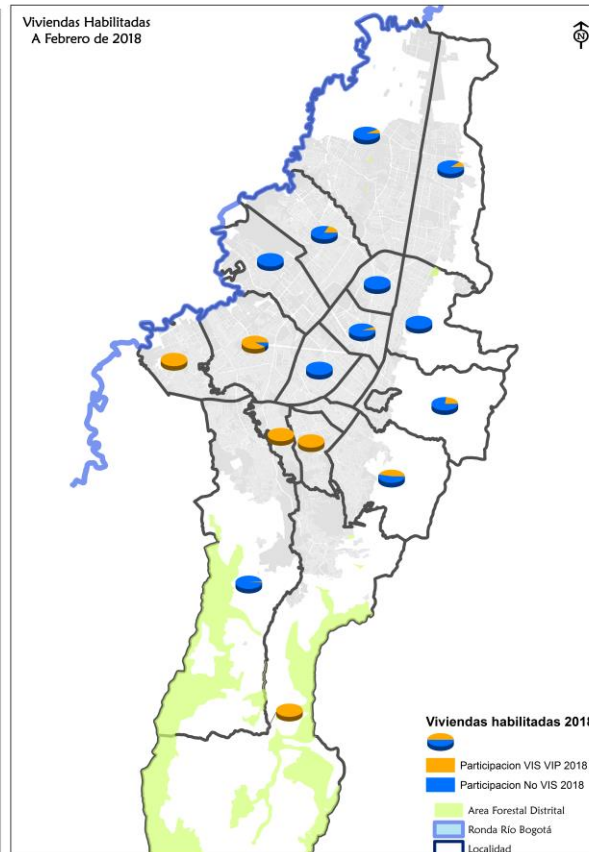 Viviendas Habilitadas
A Febrero de 2018
N
Viviendas habilitadas 2018
Participacion VIS VIP 2018
Participacion No VIS 2018
Area Forestal Distrital
Ronda Río Bogotá
Localidad